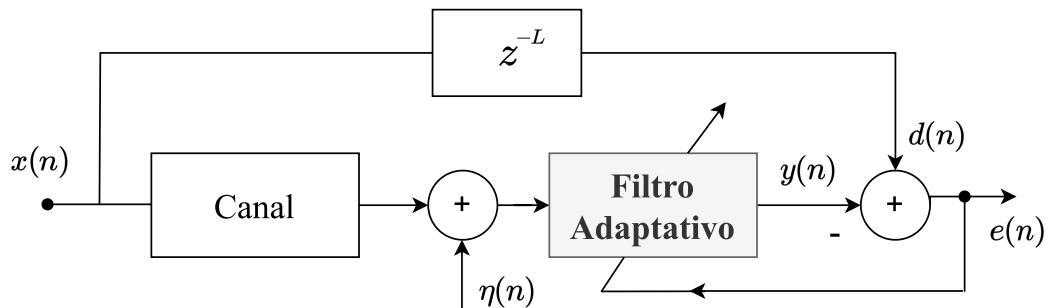 z^{-L}
d(n)
x(n)
Canal
+
Filtro
Adaptativo
y(n)
+
-
e(n)
η(n)